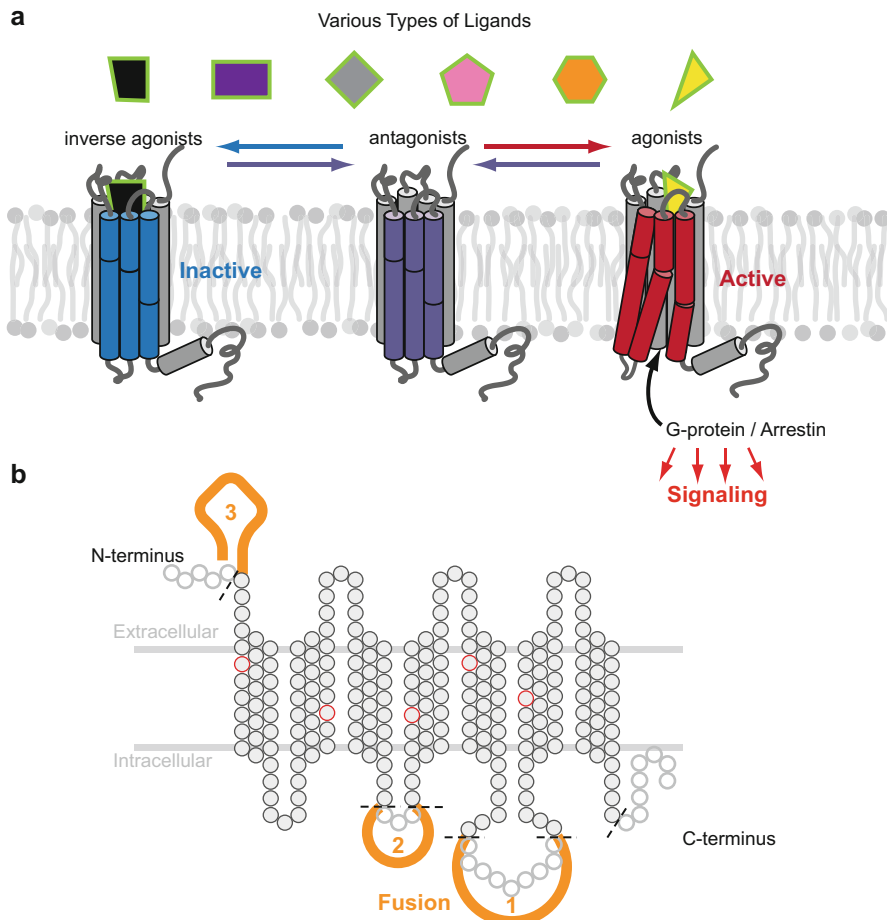 a
Various Types of Ligands
inverse agonists
antagonists
agonists
Inactive
Active
G-protein / Arrestin
Signaling
b
3
N-terminus
Extracellular
Intracellular
2
C-terminus
Fusion
1